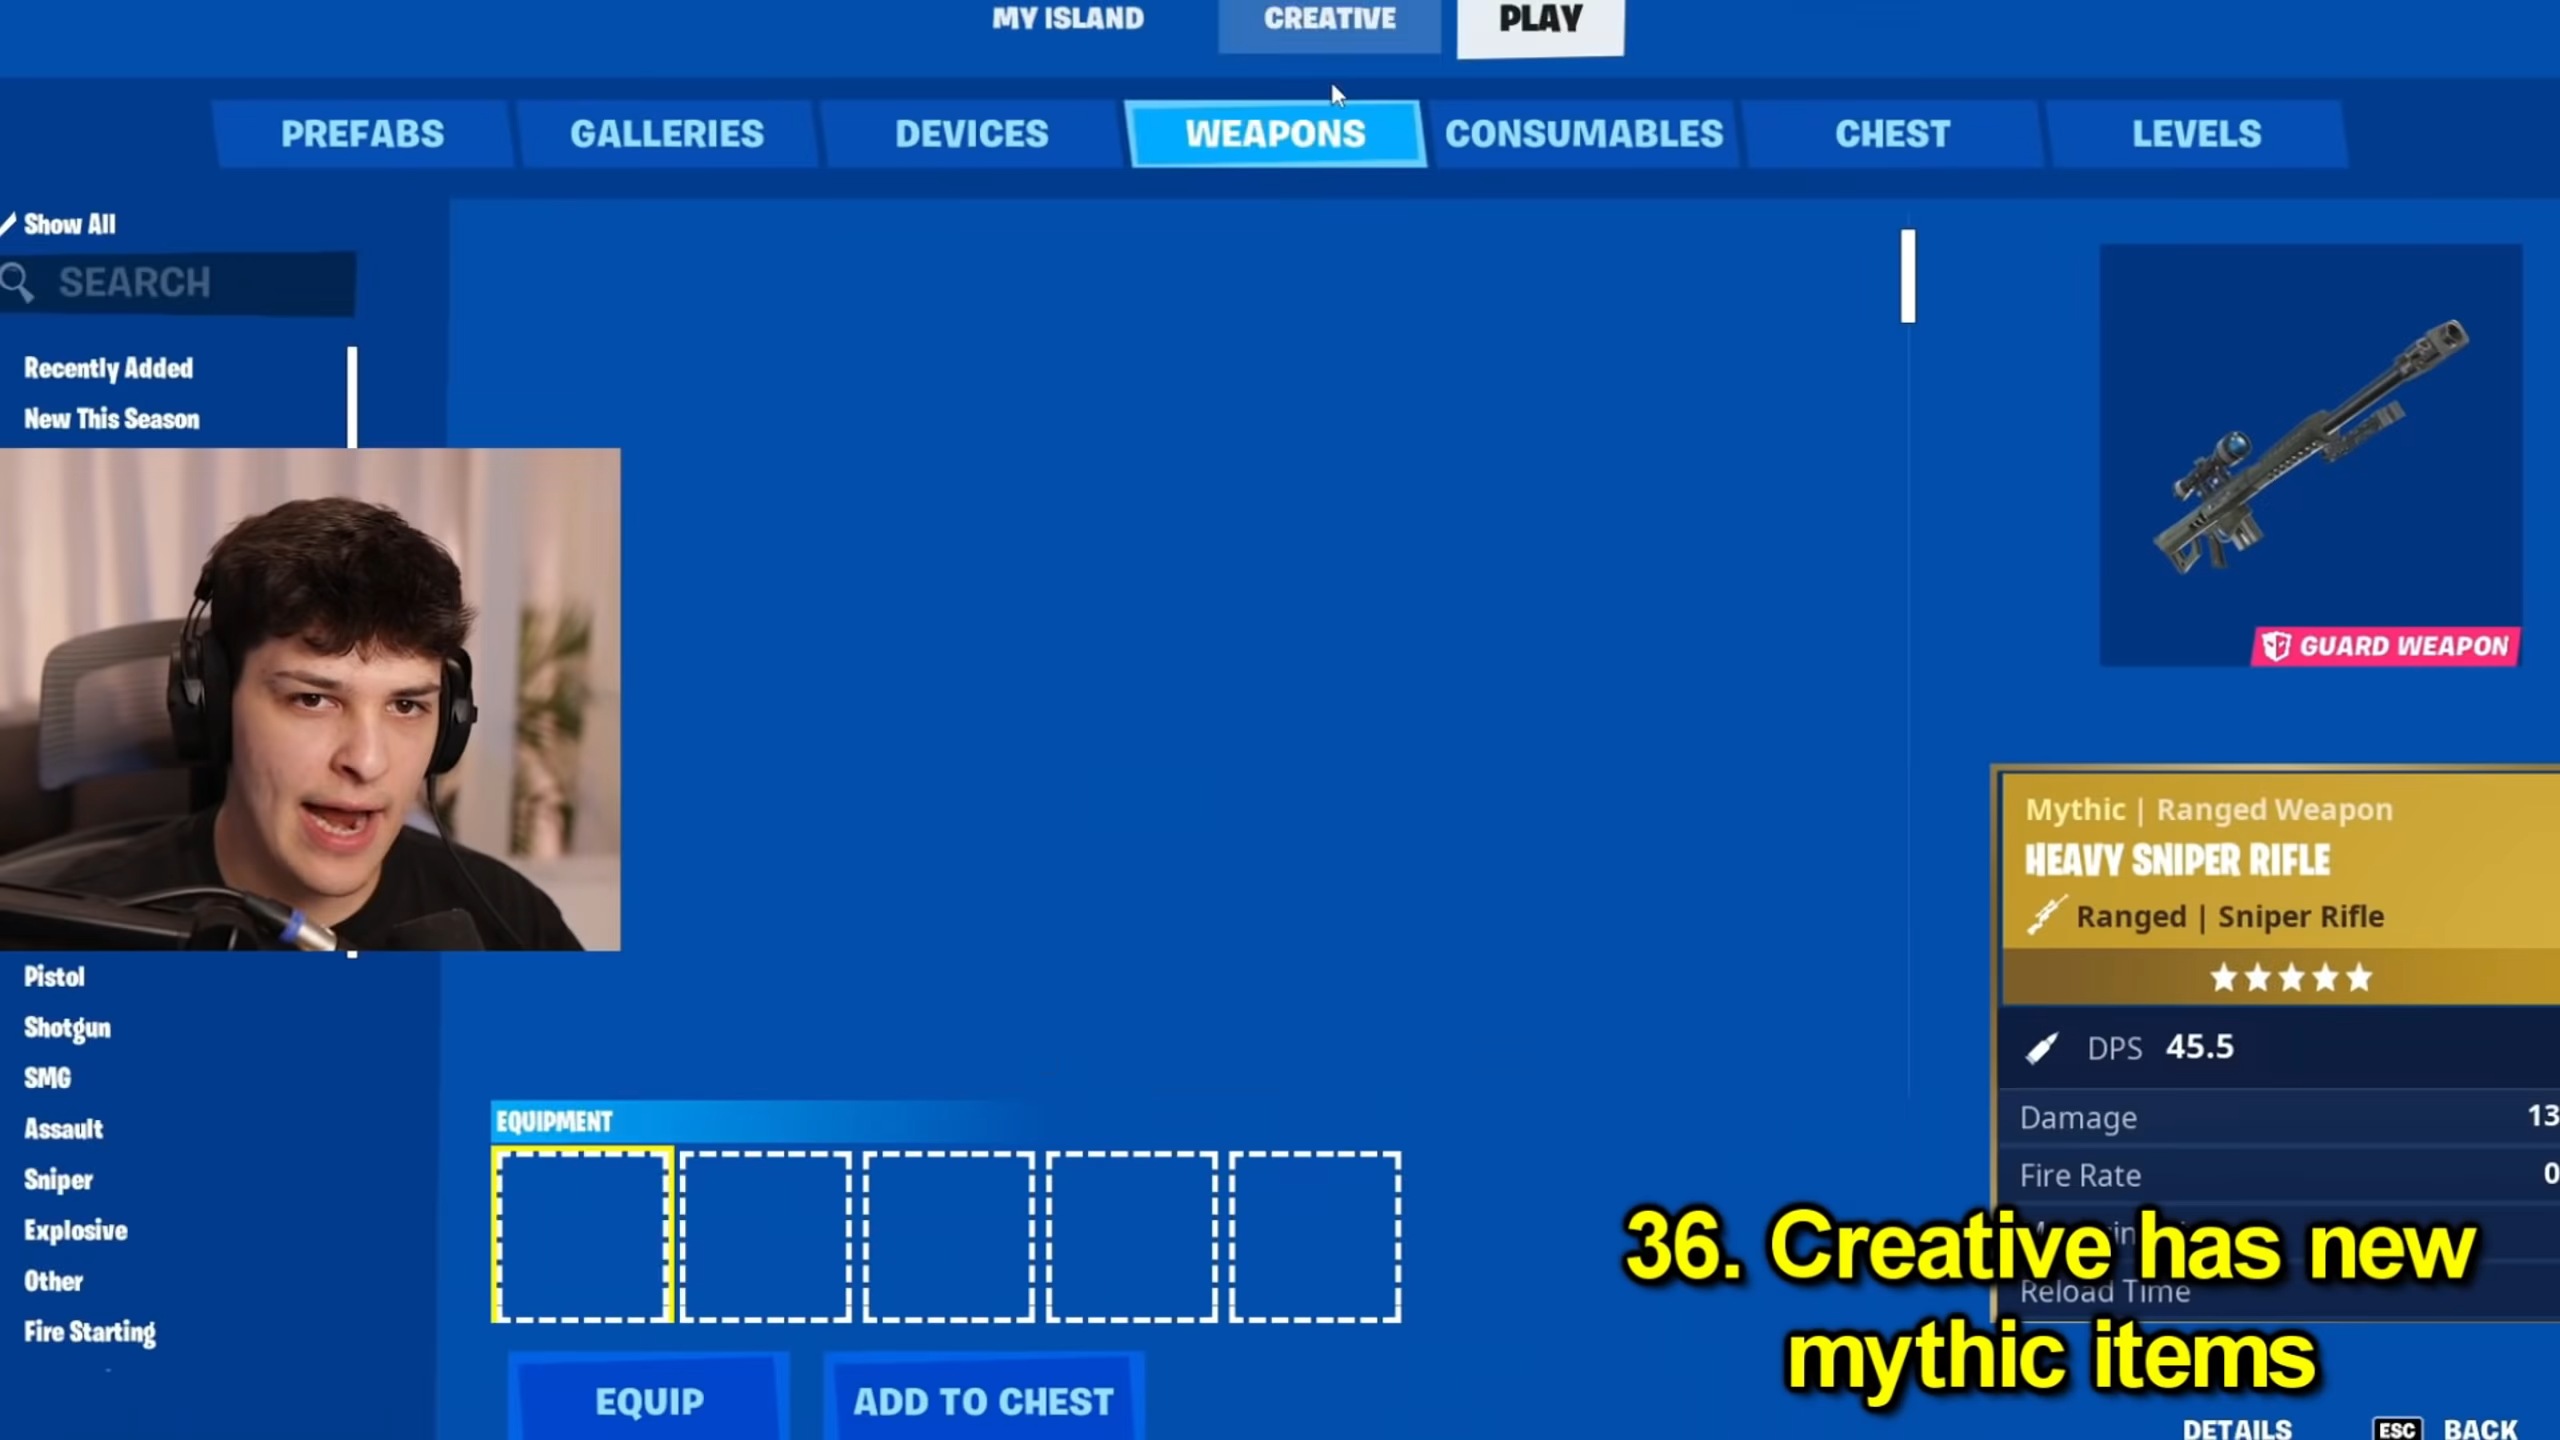 MY ISLAND
CREATIVE
PLAY
PREFABS
GALLERIES
DEVICES
WEAPONS
CONSUMABLES
CHEST
LEVELS
Show All
SEARCH
Recently Added
New This Season
Pistol
Shotgun
SMG
Assault
Sniper
Explosive
Other
Fire Starting
EQUIPMENT
EQUIP
ADD TO CHEST
GUARD WEAPON
Mythic | Ranged Weapon
HEAVY SNIPER RIFLE
Ranged | Sniper Rifle
DPS 45.5
Damage 13
Fire Rate 0
Reload Time
36. Creative has new
mythic items
DETAILS
ESC BACK